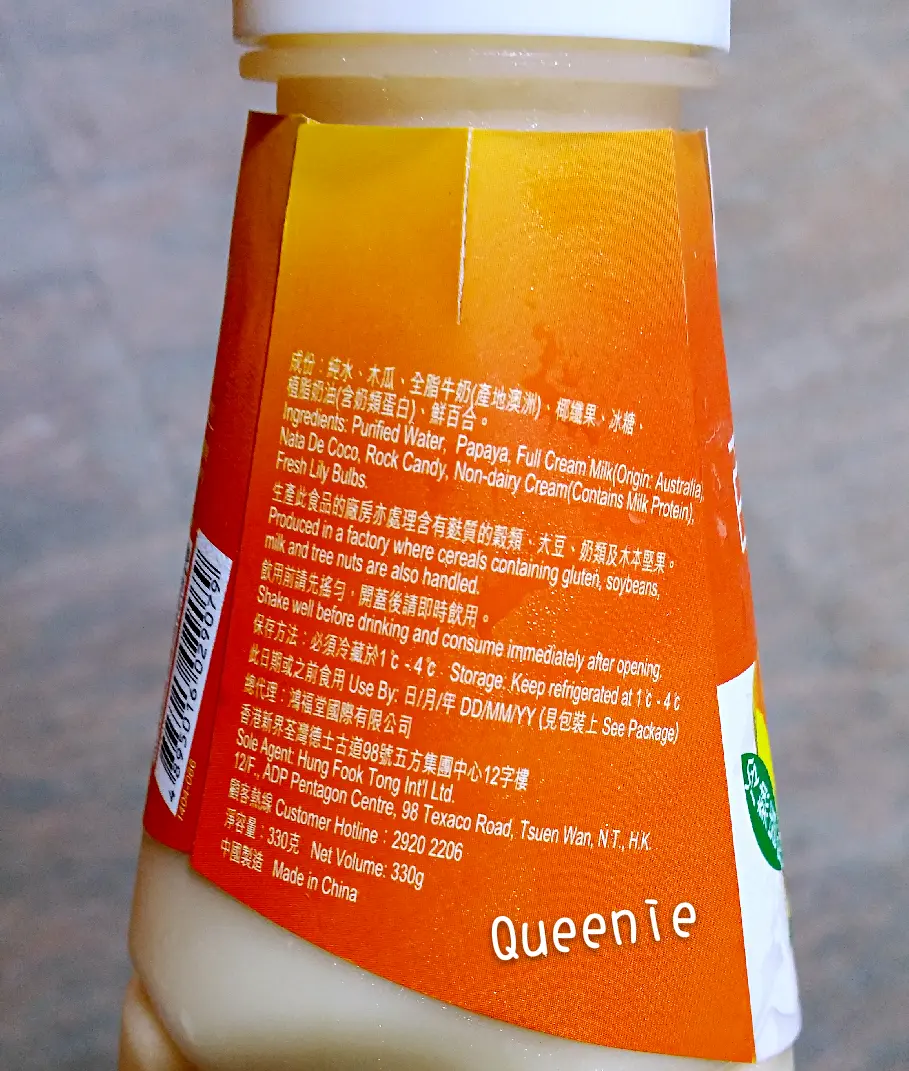 成份：純水、木瓜、全脂牛奶(產地澳洲)、椰纖果、冰糖、
植脂奶油(含奶類蛋白)、鮮百合。
Ingredients: Purified Water, Papaya, Full Cream Milk(Origin: Australia),
Nata De Coco, Rock Candy, Non-dairy Cream(Contains Milk Protein),
Fresh Lily Bulbs.
生產此食品的廠房亦處理含有麩質的穀類、大豆、奶類及木本堅果。
Produced in a factory where cereals containing gluten, soybeans,
milk and tree nuts are also handled.
飲用前請先搖勻，開蓋後請即時飲用。
Shake well before drinking and consume immediately after opening.
保存方法：必須冷藏於1℃-4℃ Storage: Keep refrigerated at 1℃-4℃
此日期或之前食用 Use By: 日/月/年 DD/MM/YY (見包裝上 See Package)
總代理：鴻福堂國際有限公司
香港新界荃灣德士古道98號五方集團中心12字樓
Sole Agent: Hung Fook Tong Int'l Ltd.
12/F., ADP Pentagon Centre, 98 Texaco Road, Tsuen Wan, N.T., H.K.
顧客熱線 Customer Hotline：2920 2206
淨容量：330克 Net Volume: 330g
中國製造 Made in China
4 895016 029079
Queenie